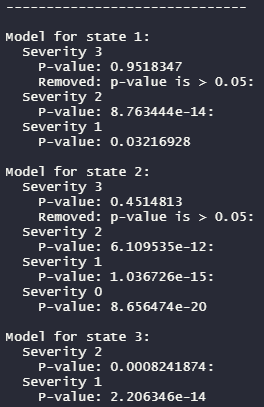 ------------------------------
Model for state 1:
Severity 3
P-value: 0.9518347
Removed: p-value is > 0.05:
Severity 2
P-value: 8.763444e-14:
Severity 1
P-value: 0.03216928
Model for state 2:
Severity 3
P-value: 0.4514813
Removed: p-value is > 0.05:
Severity 2
P-value: 6.109535e-12:
Severity 1
P-value: 1.036726e-15:
Severity 0
P-value: 8.656474e-20
Model for state 3:
Severity 2
P-value: 0.0008241874:
Severity 1
P-value: 2.206346e-14